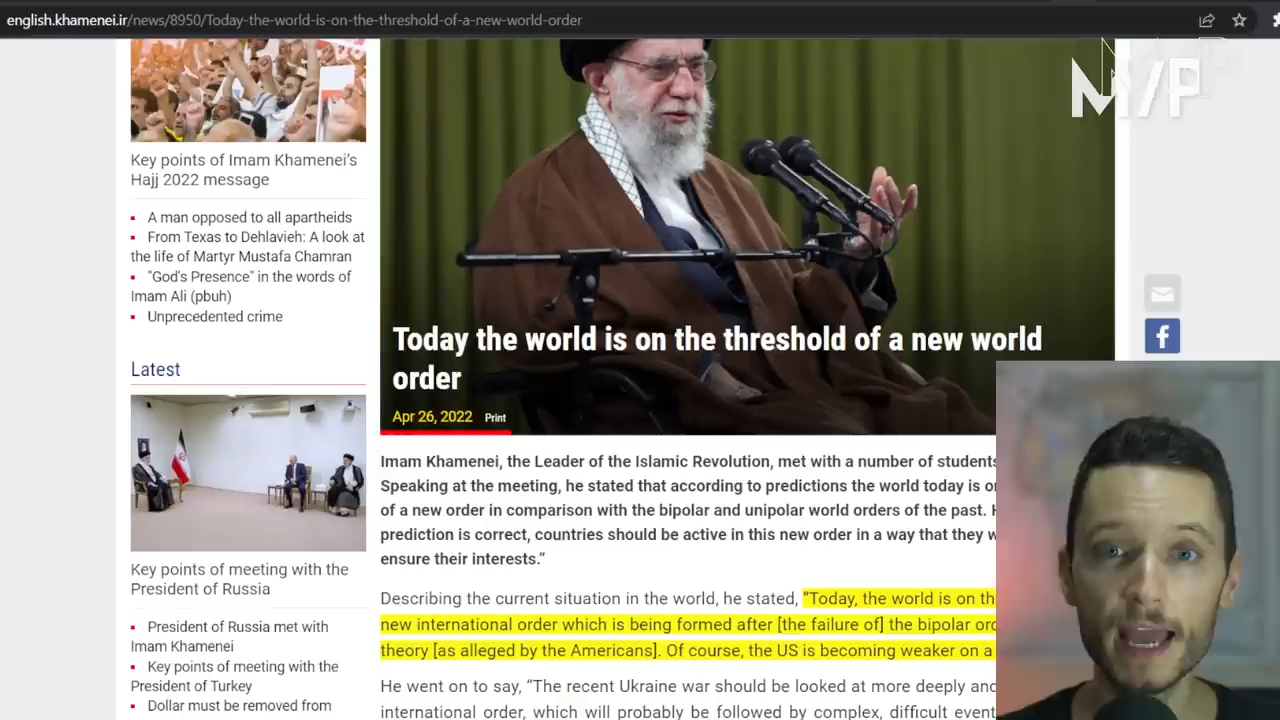 english.khamenei.ir/news/8950/Today-the-world-is-on-the-threshold-of-a-new-world-order
Key points of Imam Khamenei's
Hajj 2022 message
A man opposed to all apartheids
From Texas to Dehlavieh: A look at
the life of Martyr Mustafa Chamran
"God's Presence" in the words of
Imam Ali (pbuh)
Unprecedented crime
Latest
Key points of meeting with the
President of Russia
President of Russia met with
Imam Khamenei
Key points of meeting with the
President of Turkey
Dollar must be removed from
Today the world is on the threshold of a new world
order
Apr 26, 2022 Print
Imam Khamenei, the Leader of the Islamic Revolution, met with a number of students
Speaking at the meeting, he stated that according to predictions the world today is
of a new order in comparison with the bipolar and unipolar world orders of the past.
prediction is correct, countries should be active in this new order in a way that they
ensure their interests.”
Describing the current situation in the world, he stated, “Today, the world is on
new international order which is being formed after [the failure of] the bipolar
theory [as alleged by the Americans]. Of course, the US is becoming weaker on a
He went on to say, “The recent Ukraine war should be looked at more deeply
international order, which will probably be followed by complex, difficult
f